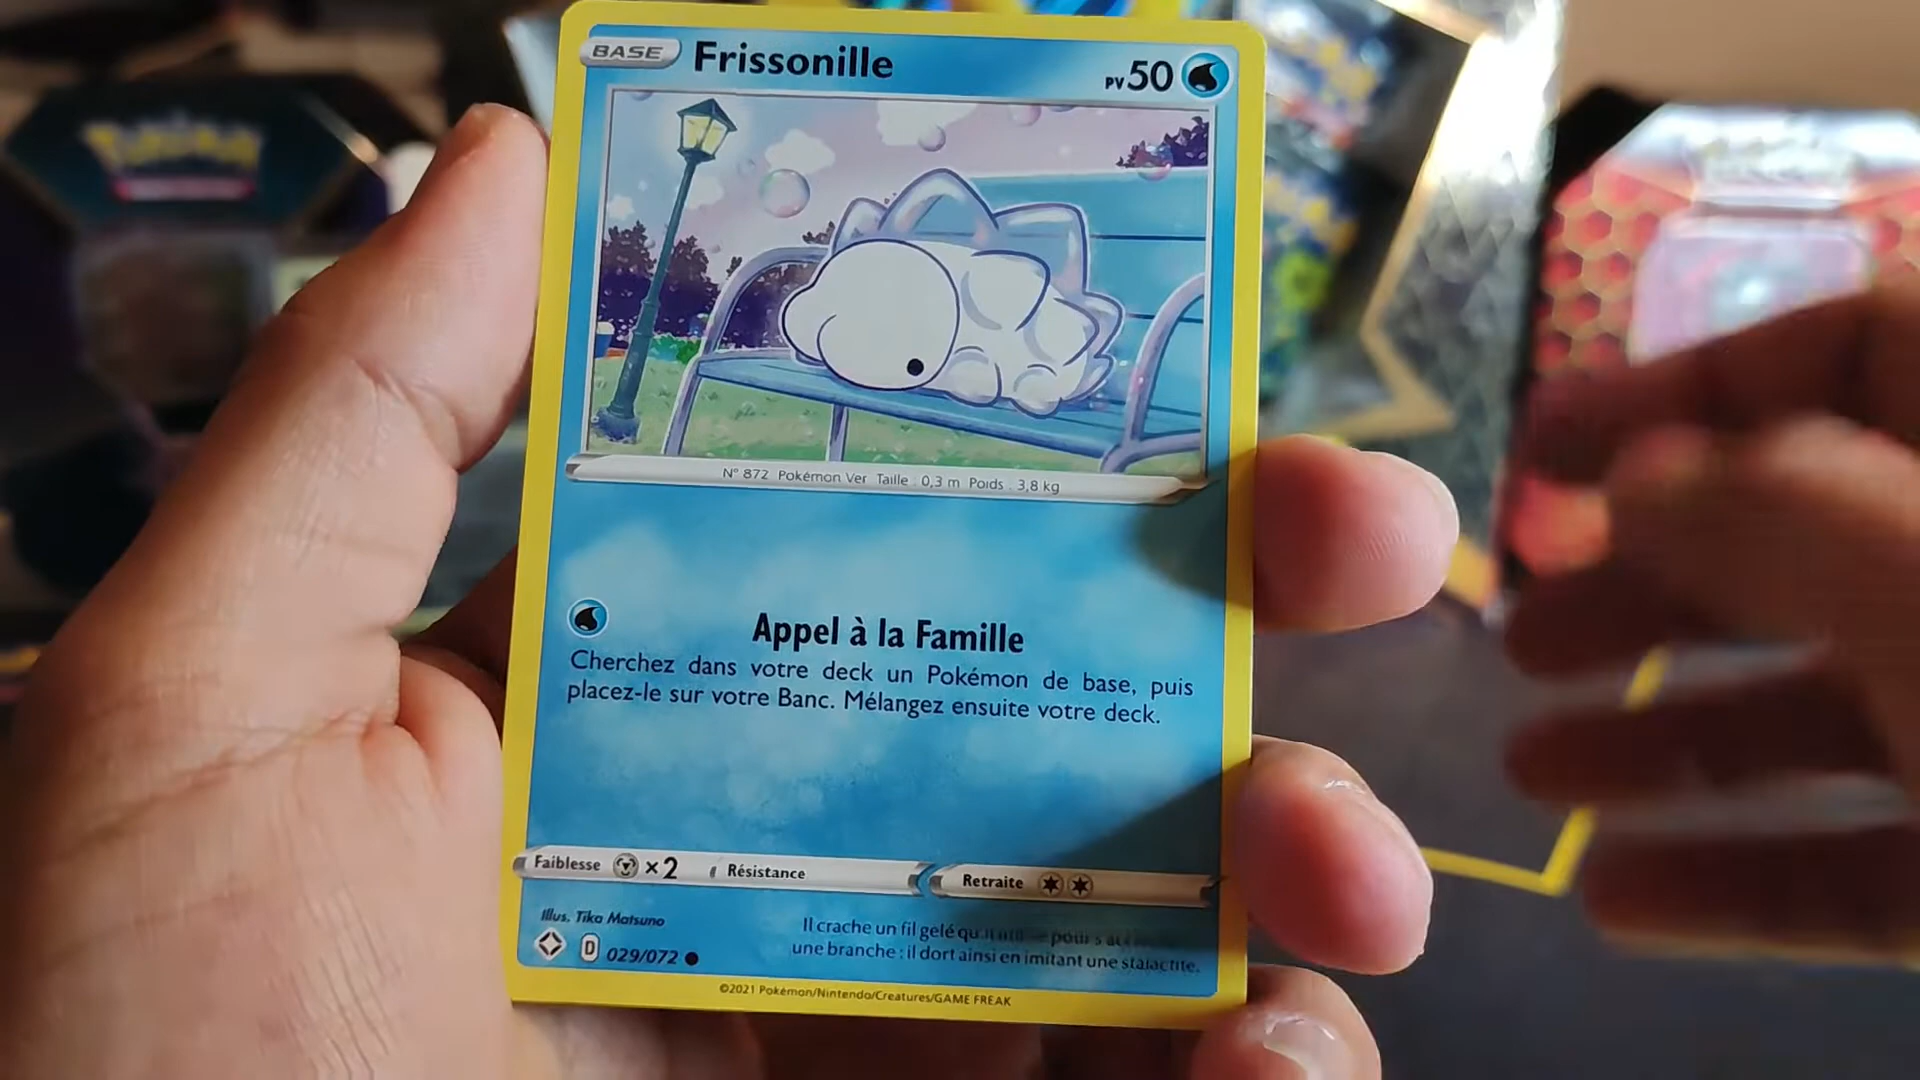 BASE Frissonille PV 50
N° 872 Pokémon Ver Taille : 0,3 m Poids : 3,8 kg
Appel à la Famille
Cherchez dans votre deck un Pokémon de base, puis
placez-le sur votre Banc. Mélangez ensuite votre deck.
Faiblesse ×2 Résistance Retraite
Illus. Tika Matsuno
D 029/072
Il crache un fil gelé
une branche : il dort ainsi en imitant une stalactite.
©2021 Pokémon/Nintendo/Creatures/GAME FREAK